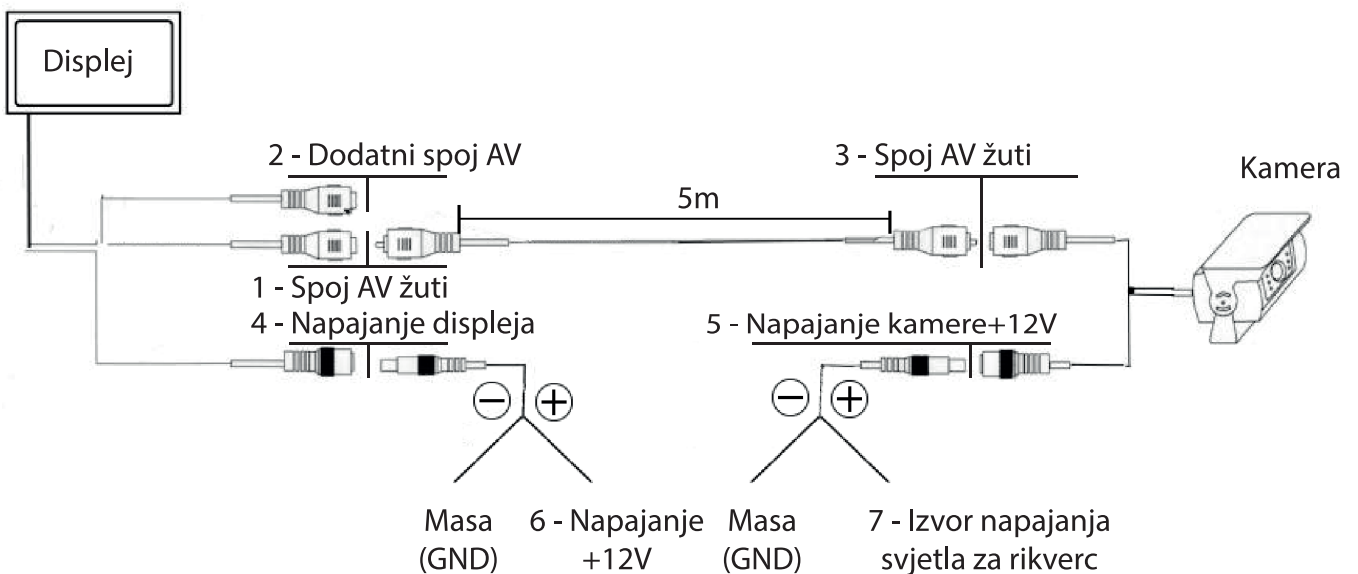 Displej
2 - Dodatni spoj AV
3 - Spoj AV žuti
Kamera
5m
1 - Spoj AV žuti
4 - Napajanje displeja
5 - Napajanje kamere+12V
Masa
(GND)
6 - Napajanje
+12V
Masa
(GND)
7 - Izvor napajanja
svjetla za rikverc